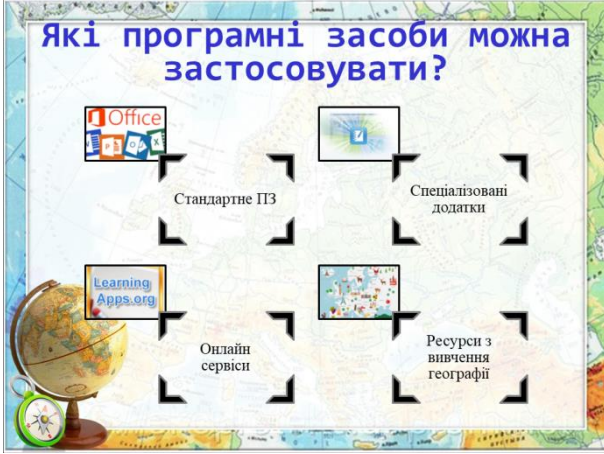 Які програмні засоби можна
застосовувати?
Office
Стандартне ПЗ
Спеціалізовані
додатки
Learning
Apps.org
Онлайн
сервіси
Ресурси з
вивчення
географії